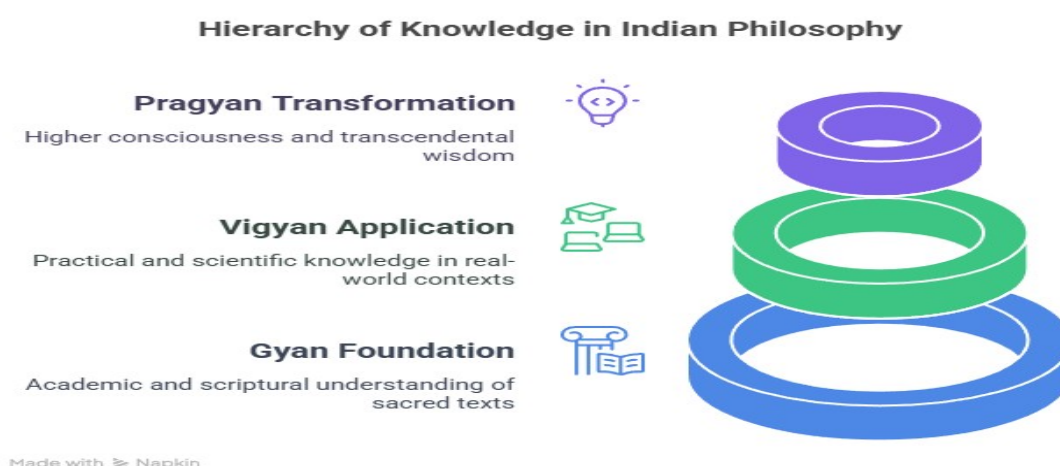 Hierarchy of Knowledge in Indian Philosophy
Pragyan Transformation
Higher consciousness and transcendental
wisdom
Vigyan Application
Practical and scientific knowledge in real-
world contexts
Gyan Foundation
Academic and scriptural understanding of
sacred texts
Made with Napkin